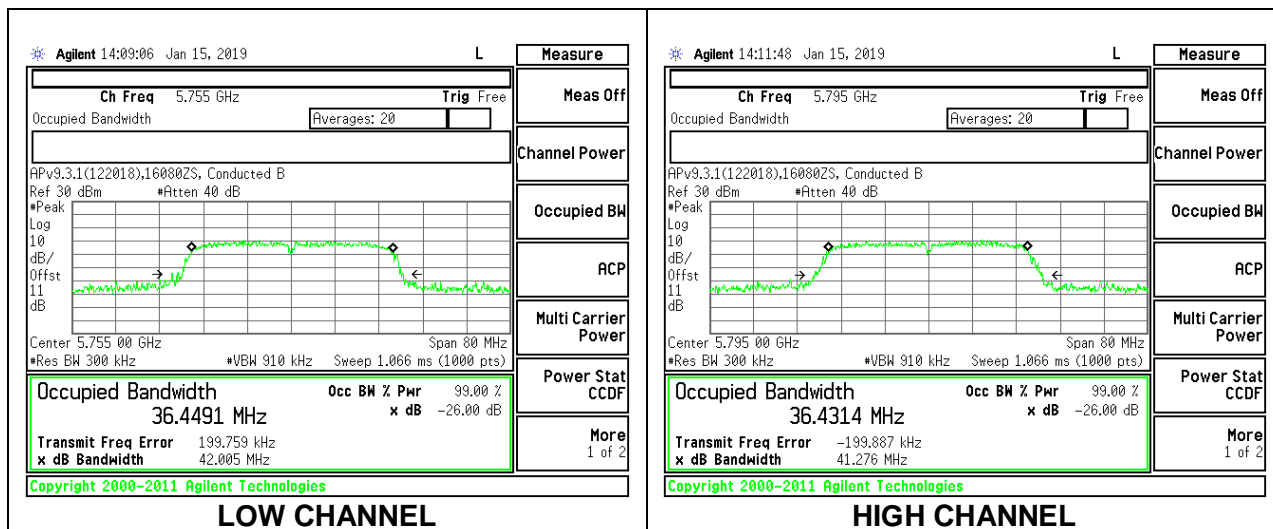 Agilent 14:09:06 Jan 15, 2019 L
Measure
Ch Freq 5.755 GHz Trig Free
Occupied Bandwidth Averages: 20
APv9.3.1(122018),16080ZS, Conducted B
Ref 30 dBm #Atten 40 dB
#Peak
Log
10
dB/
Offst
11
dB
Center 5.755 00 GHz Span 80 MHz
#Res BW 300 kHz #VBW 910 kHz Sweep 1.066 ms (1000 pts)
Occupied Bandwidth Occ BW % Pwr 99.00 %
36.4491 MHz x dB -26.00 dB
Transmit Freq Error 199.759 kHz
x dB Bandwidth 42.005 MHz
Copyright 2000-2011 Agilent Technologies
Meas Off
Channel Power
Occupied BW
ACP
Multi Carrier
Power
Power Stat
CCDF
More
1 of 2
LOW CHANNEL
Agilent 14:11:48 Jan 15, 2019 L
Measure
Ch Freq 5.795 GHz Trig Free
Occupied Bandwidth Averages: 20
APv9.3.1(122018),16080ZS, Conducted B
Ref 30 dBm #Atten 40 dB
#Peak
Log
10
dB/
Offst
11
dB
Center 5.795 00 GHz Span 80 MHz
#Res BW 300 kHz #VBW 910 kHz Sweep 1.066 ms (1000 pts)
Occupied Bandwidth Occ BW % Pwr 99.00 %
36.4314 MHz x dB -26.00 dB
Transmit Freq Error -199.887 kHz
x dB Bandwidth 41.276 MHz
Copyright 2000-2011 Agilent Technologies
Meas Off
Channel Power
Occupied BW
ACP
Multi Carrier
Power
Power Stat
CCDF
More
1 of 2
HIGH CHANNEL